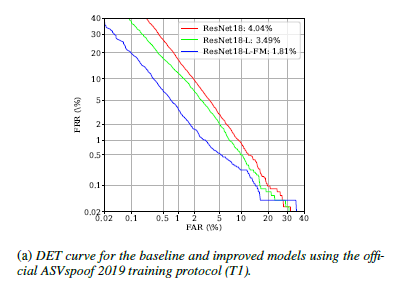 40
30
20
10
5
2
1
0.5
0.1
0.02
FRR (\%)
ResNet18: 4.04%
ResNet18-L: 3.49%
ResNet18-L-FM: 1.81%
0.02 0.1 0.5 1 2 5 10 20 30 40
FAR (\%)
(a) DET curve for the baseline and improved models using the offi-
cial ASVspoof 2019 training protocol (T1).